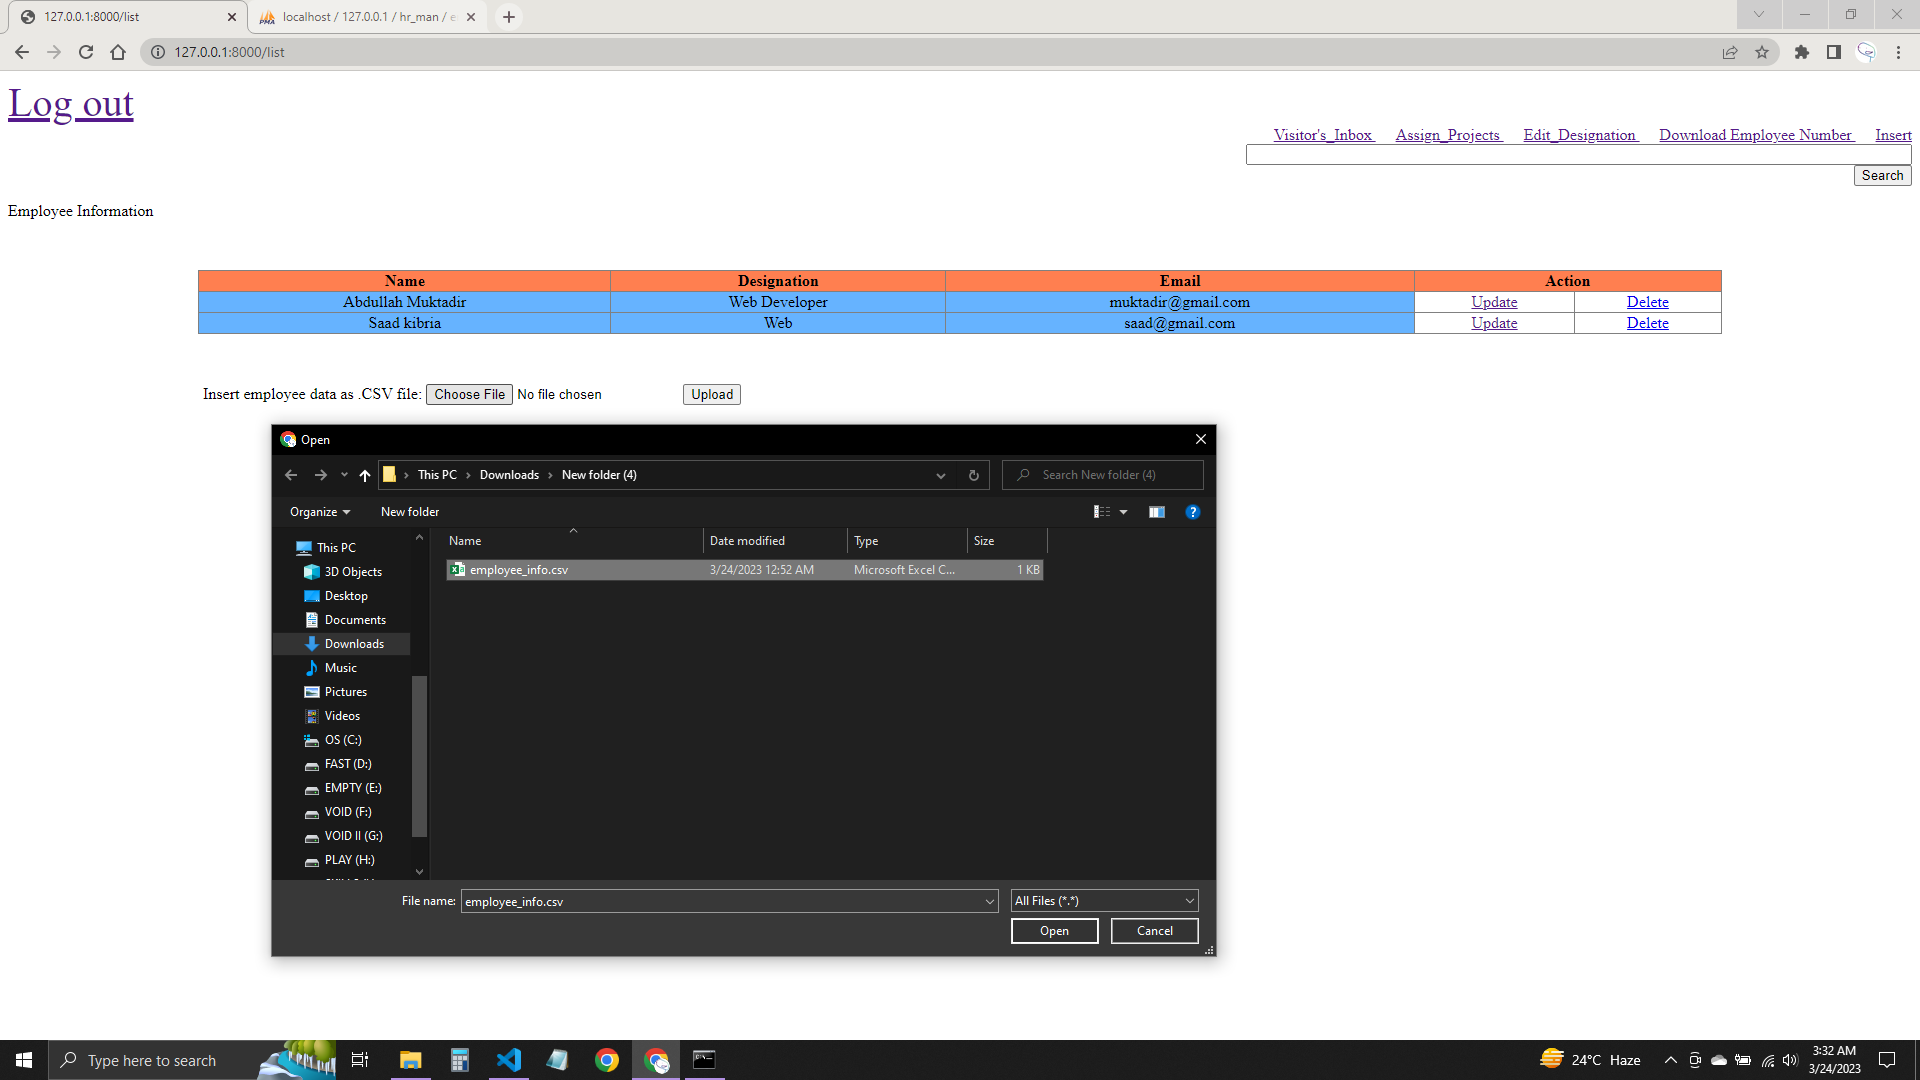 127.0.0.1:8000/list
localhost / 127.0.0.1 / hr_man / e
127.0.0.1:8000/list
Log out
Visitor's_Inbox Assign_Projects Edit_Designation Download Employee Number Insert
Search
Employee Information
Name Designation Email Action
Abdullah Muktadir Web Developer muktadir@gmail.com Update Delete
Saad kibria Web saad@gmail.com Update Delete
Insert employee data as .CSV file: Choose File No file chosen Upload
Open
This PC › Downloads › New folder (4)
Search New folder (4)
Organize New folder
Name Date modified Type Size
employee_info.csv 3/24/2023 12:52 AM Microsoft Excel C... 1 KB
This PC
3D Objects
Desktop
Documents
Downloads
Music
Pictures
Videos
OS (C:)
FAST (D:)
EMPTY (E:)
VOID (F:)
VOID II (G:)
PLAY (H:)
File name: employee_info.csv All Files (*.*)
Open Cancel
Type here to search
24°C Haze
3:32 AM
3/24/2023